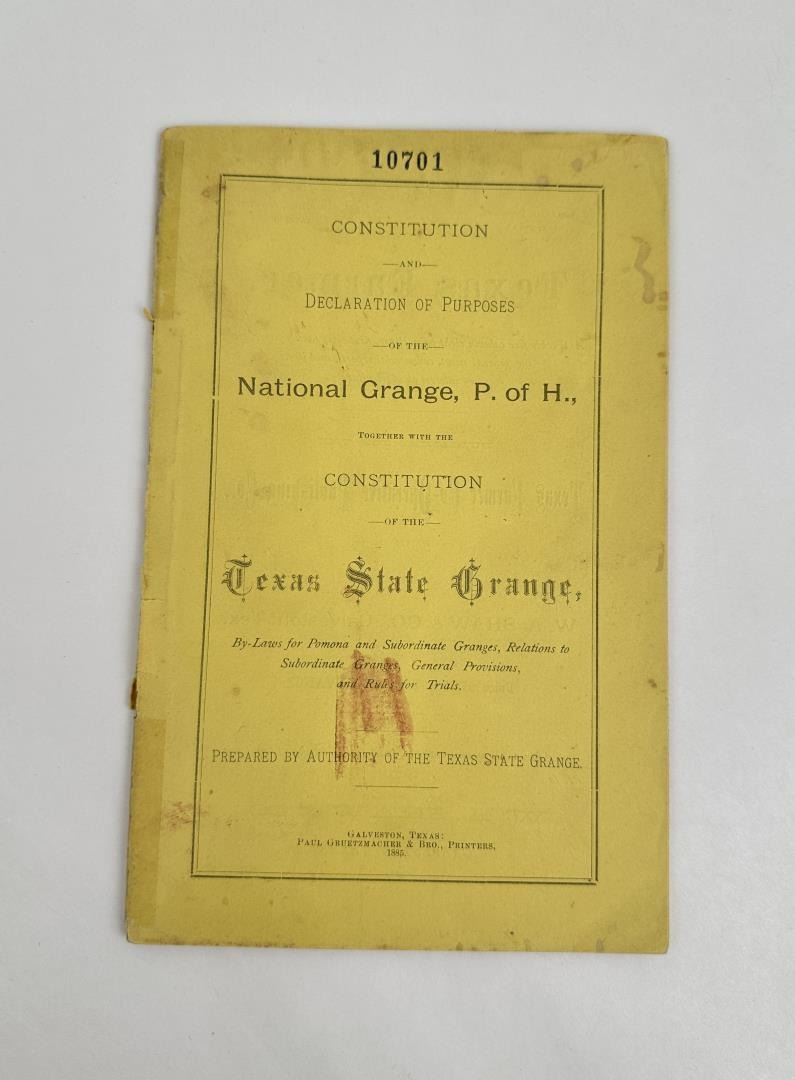 10701
CONSTITUTION
—AND—
DECLARATION OF PURPOSES
—OF THE—
National Grange, P. of H.,
TOGETHER WITH THE
CONSTITUTION
—OF THE—
Texas State Grange,
By-Laws for Pomona and Subordinate Granges, Relations to
Subordinate Granges, General Provisions,
and Rules for Trials.
PREPARED BY AUTHORITY OF THE TEXAS STATE GRANGE.
GALVESTON, TEXAS:
PAUL GRUETZMACHER & BRO., PRINTERS,
1885.